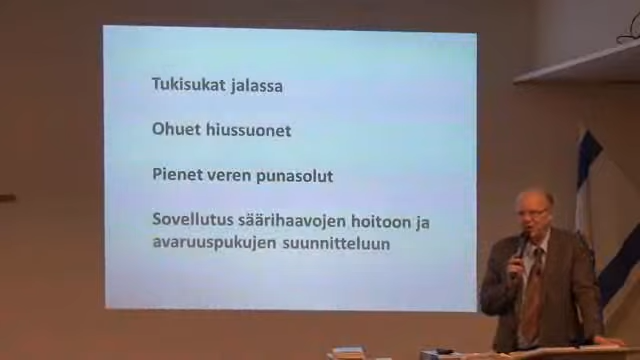 Tukisukat jalassa
Ohuet hiussuonet
Pienet veren punasolut
Sovellutus säärihaavojen hoitoon ja
avaruuspukujen suunnitteluun